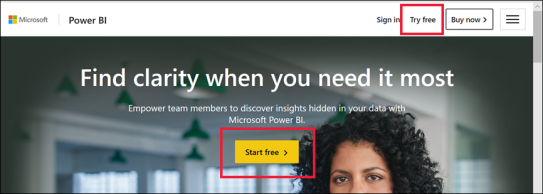 Microsoft Power BI Sign in Try free Buy now
Find clarity when you need it most
Empower team members to discover insights hidden in your data with
Microsoft Power BI.
Start free